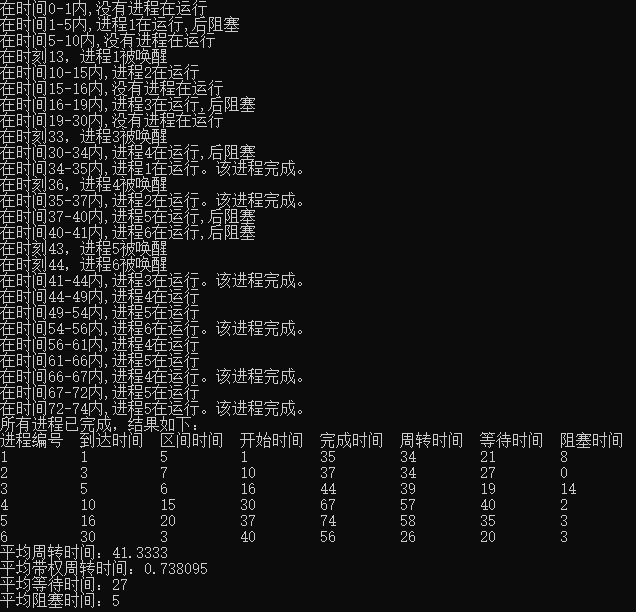 在时间0-1内,没有进程在运行
在时间1-5内,进程1在运行,后阻塞
在时间5-10内,没有进程在运行
在时刻13，进程1被唤醒
在时间10-15内,进程2在运行
在时间15-16内,没有进程在运行
在时间16-19内,进程3在运行,后阻塞
在时间19-30内,没有进程在运行
在时刻33，进程3被唤醒
在时间30-34内,进程4在运行,后阻塞
在时间34-35内,进程1在运行。该进程完成。
在时刻36，进程4被唤醒
在时间35-37内,进程2在运行。该进程完成。
在时间37-40内,进程5在运行,后阻塞
在时间40-41内,进程6在运行,后阻塞
在时刻43，进程5被唤醒
在时刻44，进程6被唤醒
在时间41-44内,进程3在运行。该进程完成。
在时间44-49内,进程4在运行
在时间49-54内,进程5在运行
在时间54-56内,进程6在运行。该进程完成。
在时间56-61内,进程4在运行
在时间61-66内,进程5在运行
在时间66-67内,进程4在运行。该进程完成。
在时间67-72内,进程5在运行
在时间72-74内,进程5在运行。该进程完成。
所有进程已完成，结果如下：
进程编号 到达时间 区间时间 开始时间 完成时间 周转时间 等待时间 阻塞时间
1 1 5 1 35 34 21 8
2 3 7 10 37 34 27 0
3 5 6 16 44 39 19 14
4 10 15 30 67 57 40 2
5 16 20 37 74 58 35 3
6 30 3 40 56 26 20 3
平均周转时间：41.3333
平均带权周转时间：0.738095
平均等待时间：27
平均阻塞时间：5